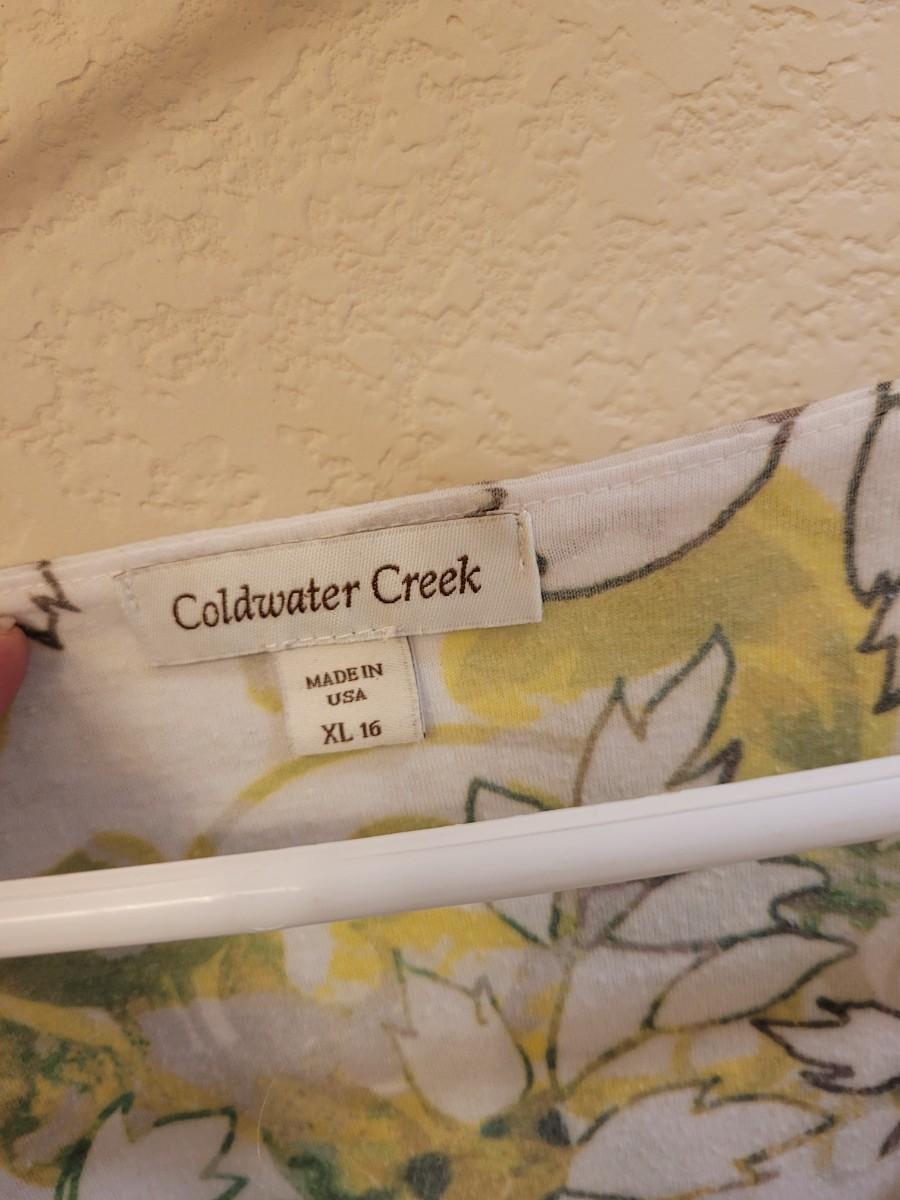 Coldwater Creek
MADE IN
USA
XL 16